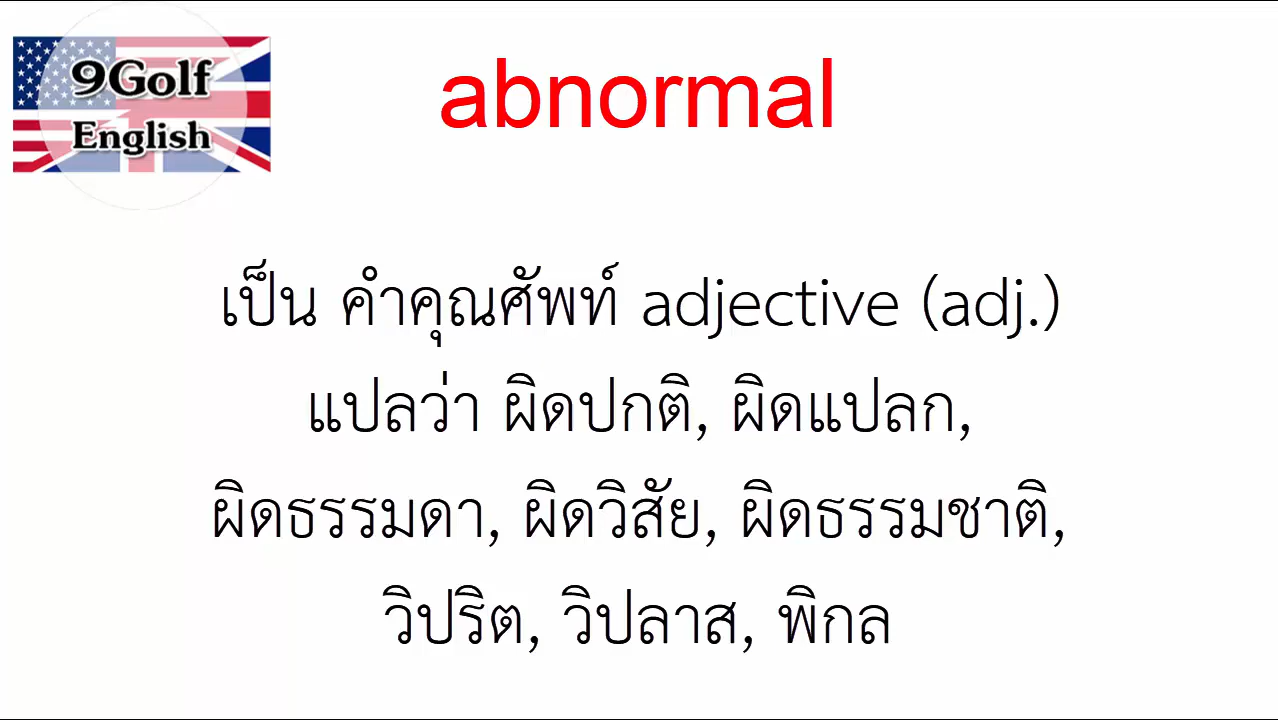 9Golf
English
abnormal
เป็น คำคุณศัพท์ adjective (adj.)
แปลว่า ผิดปกติ, ผิดแปลก,
ผิดธรรมดา, ผิดวิสัย, ผิดธรรมชาติ,
วิปริต, วิปลาส, พิกล